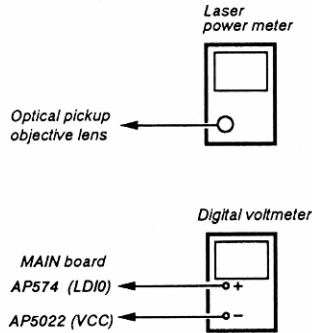 Laser
power meter
Optical pickup
objective lens
Digital voltmeter
MAIN board
AP574 (LDI0)
+
AP5022 (VCC)
−